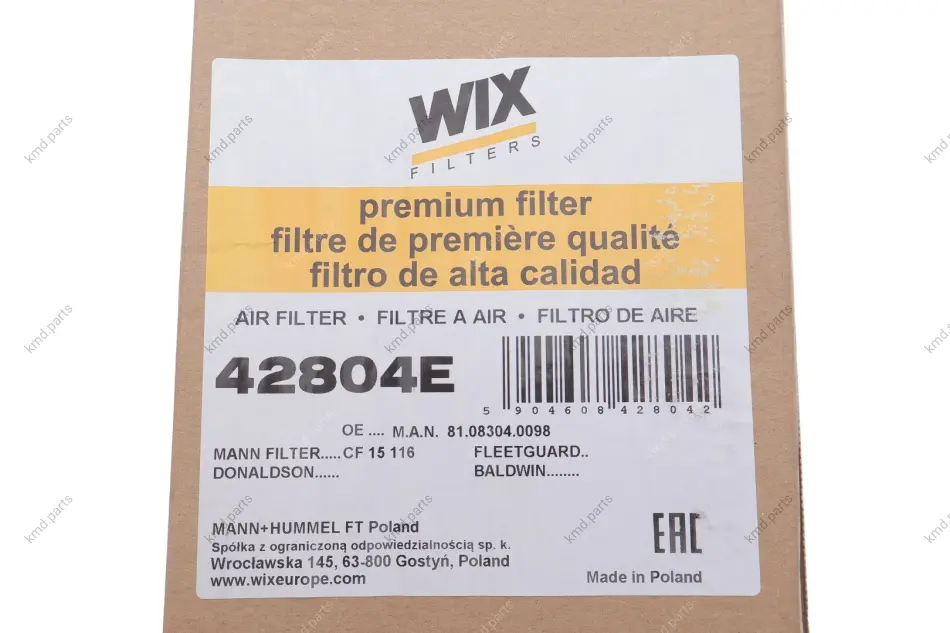 WIX
FILTERS
premium filter
filtre de première qualité
filtro de alta calidad
AIR FILTER • FILTRE A AIR • FILTRO DE AIRE
42804E
5 904608 428042
OE .... M.A.N. 81.08304.0098
MANN FILTER.....CF 15 116 FLEETGUARD..
DONALDSON...... BALDWIN........
MANN+HUMMEL FT Poland
Spółka z ograniczoną odpowiedzialnością sp. k.
Wrocławska 145, 63-800 Gostyń, Poland
www.wixeurope.com
EAC
Made in Poland
kmd.parts